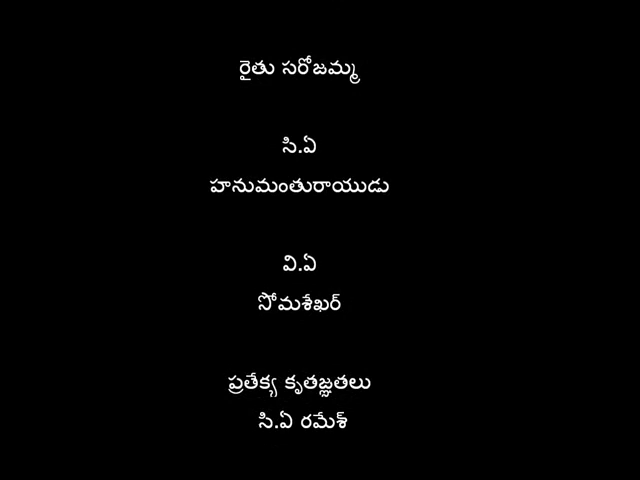 రైతు సరోజమ్మ
సి.ఏ
హనుమంతురాయుడు
వి.ఏ
సోమశేఖర్
ప్రతేక్య కృతజ్ఞతలు
సి.ఏ రమేశ్